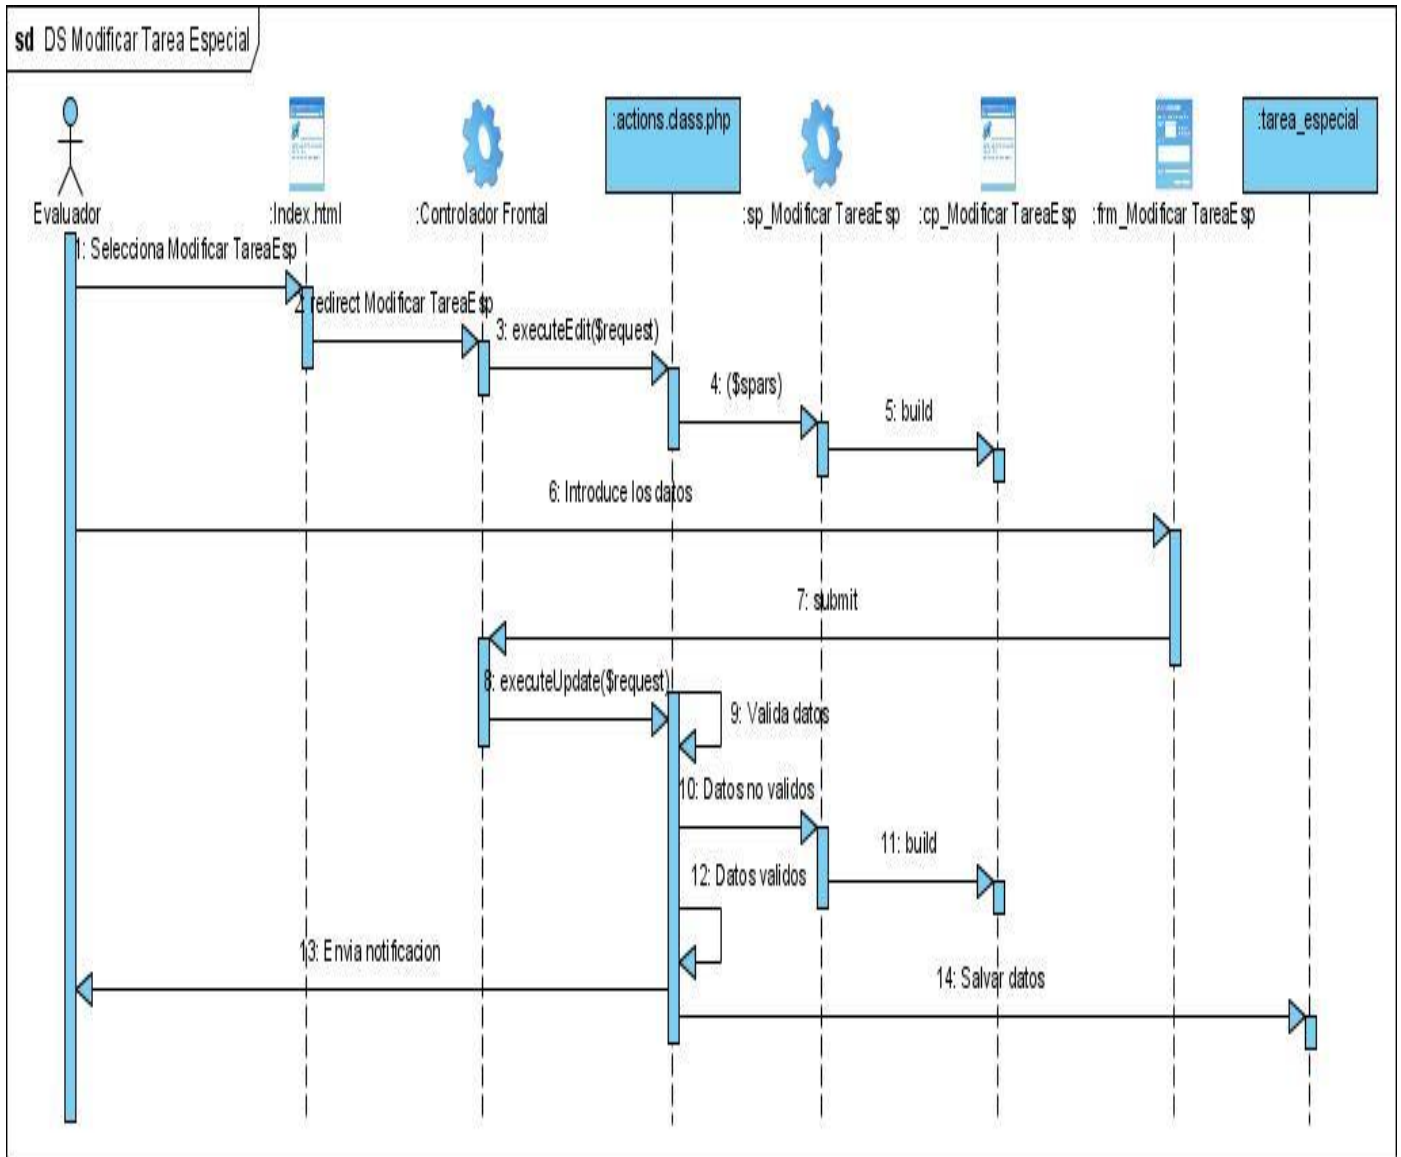 sd DS Modificar Tarea Especial
:actions.class.php
:tarea_especial
Evaluador
:Index.html
:Controlador Frontal
:sp_Modificar TareaEsp
:cp_Modificar TareaEsp
:frm_Modificar TareaEsp
1: Selecciona Modificar TareaEsp
2: redirect Modificar TareaEsp
3: executeEdit($request)
4: ($spars)
5: build
6: Introduce los datos
7: submit
8: executeUpdate($request)
9: Valida datos
10: Datos no validos
11: build
12: Datos validos
13: Envia notificacion
14: Salvar datos